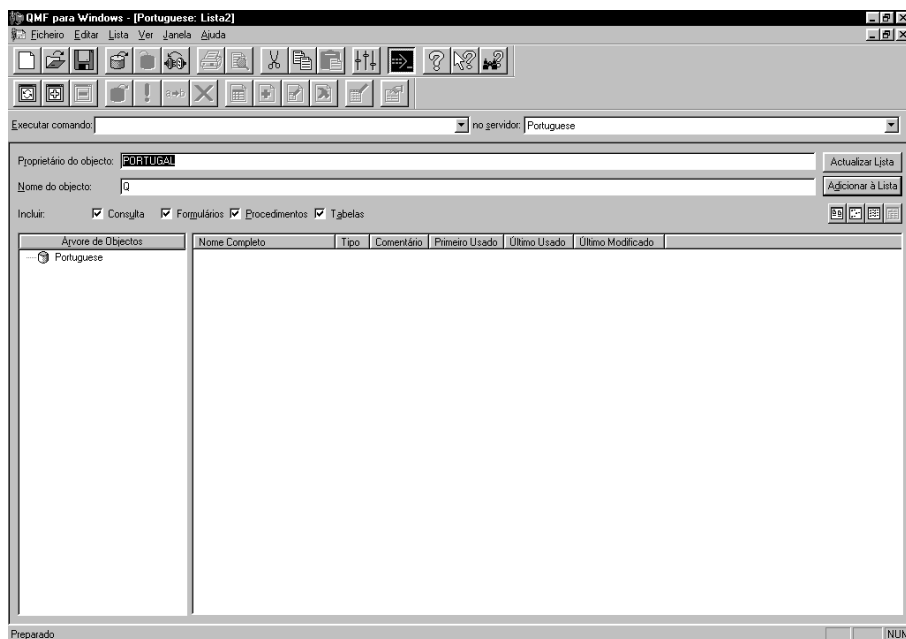 QMF para Windows - [Portuguese: Lista2]
Ficheiro Editar Lista Ver Janela Ajuda
Executar comando: no servidor: Portuguese
Proprietário do objecto: PORTUGAL Actualizar Lista
Nome do objecto: Q Adicionar à Lista
Incluir: Consulta Formulários Procedimentos Tabelas
Árvore de Objectos Nome Completo Tipo Comentário Primeiro Usado Último Usado Último Modificado
Portuguese
Preparado NUM